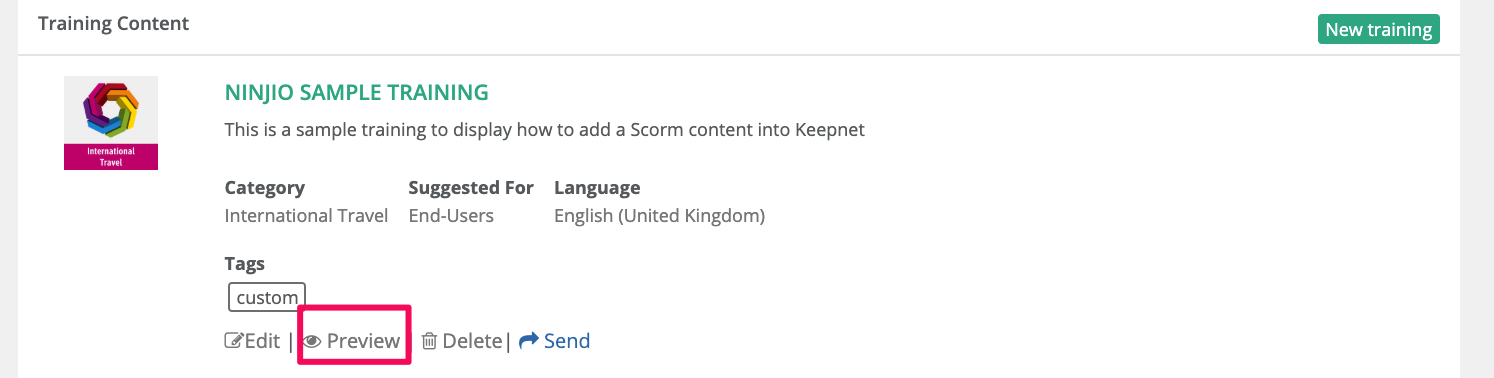 Training Content
New training
International
Travel
NINJIO SAMPLE TRAINING
This is a sample training to display how to add a Scorm content into Keepnet
Category Suggested For Language
International Travel End-Users English (United Kingdom)
Tags
custom
Edit | Preview | Delete | Send